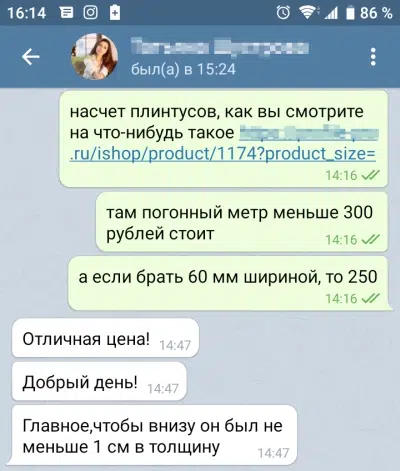 16:14
86 %
был(а) в 15:24
насчет плинтусов, как вы смотрите
на что-нибудь такое
.ru/ishop/product/1174?product_size=
14:16
там погонный метр меньше 300
рублей стоит
14:16
а если брать 60 мм шириной, то 250
14:16
Отличная цена!
14:47
Добрый день!
14:47
Главное,чтобы внизу он был не
меньше 1 см в толщину
14:47